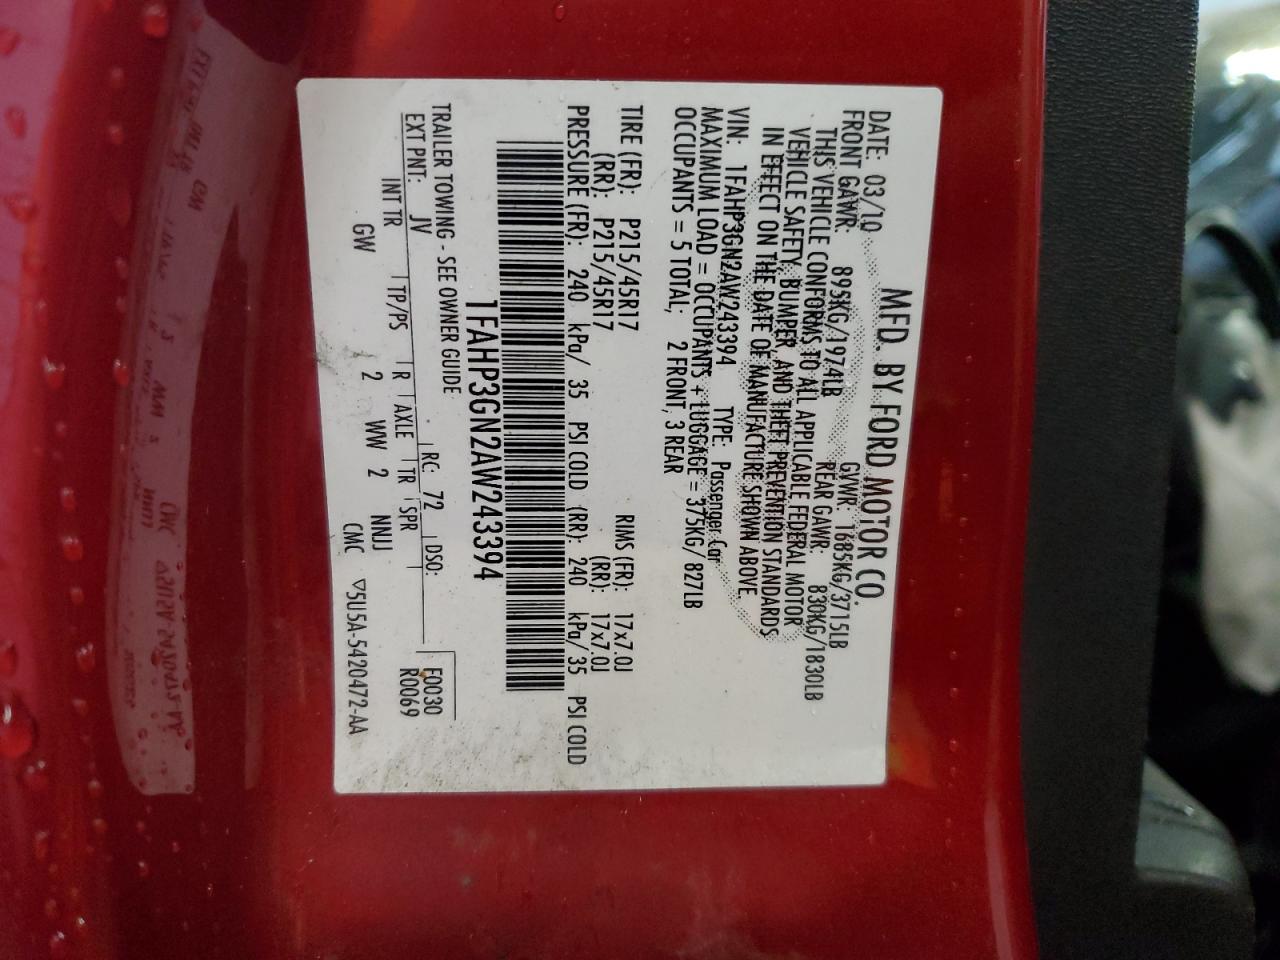 MFD. BY FORD MOTOR CO.
DATE: 03/10 GVWR: 1685KG/3715LB
FRONT GAWR: 895KG/1974LB REAR GAWR: 830KG/1830LB
THIS VEHICLE CONFORMS TO ALL APPLICABLE FEDERAL MOTOR
VEHICLE SAFETY, BUMPER, AND THEFT PREVENTION STANDARDS
IN EFFECT ON THE DATE OF MANUFACTURE SHOWN ABOVE.
VIN: 1FAHP3GN2AW243394 TYPE: Passenger Car
MAXIMUM LOAD = OCCUPANTS + LUGGAGE = 375KG/ 827LB
OCCUPANTS = 5 TOTAL; 2 FRONT, 3 REAR
TIRE (FR): P215/45R17 RIMS (FR): 17x7.0J
(RR): P215/45R17 (RR): 17x7.0J
PRESSURE (FR): 240 kPa/ 35 PSI COLD (RR): 240 kPa/ 35 PSI COLD
1FAHP3GN2AW243394
TRAILER TOWING - SEE OWNER GUIDE
F0030
EXT PNT: JV RC: 72 DSO: R0069
INT TR TP/PS R AXLE TR SPR
GW 2 WW 2 NNJJ
CMC ▽5U5A-5420472-AA